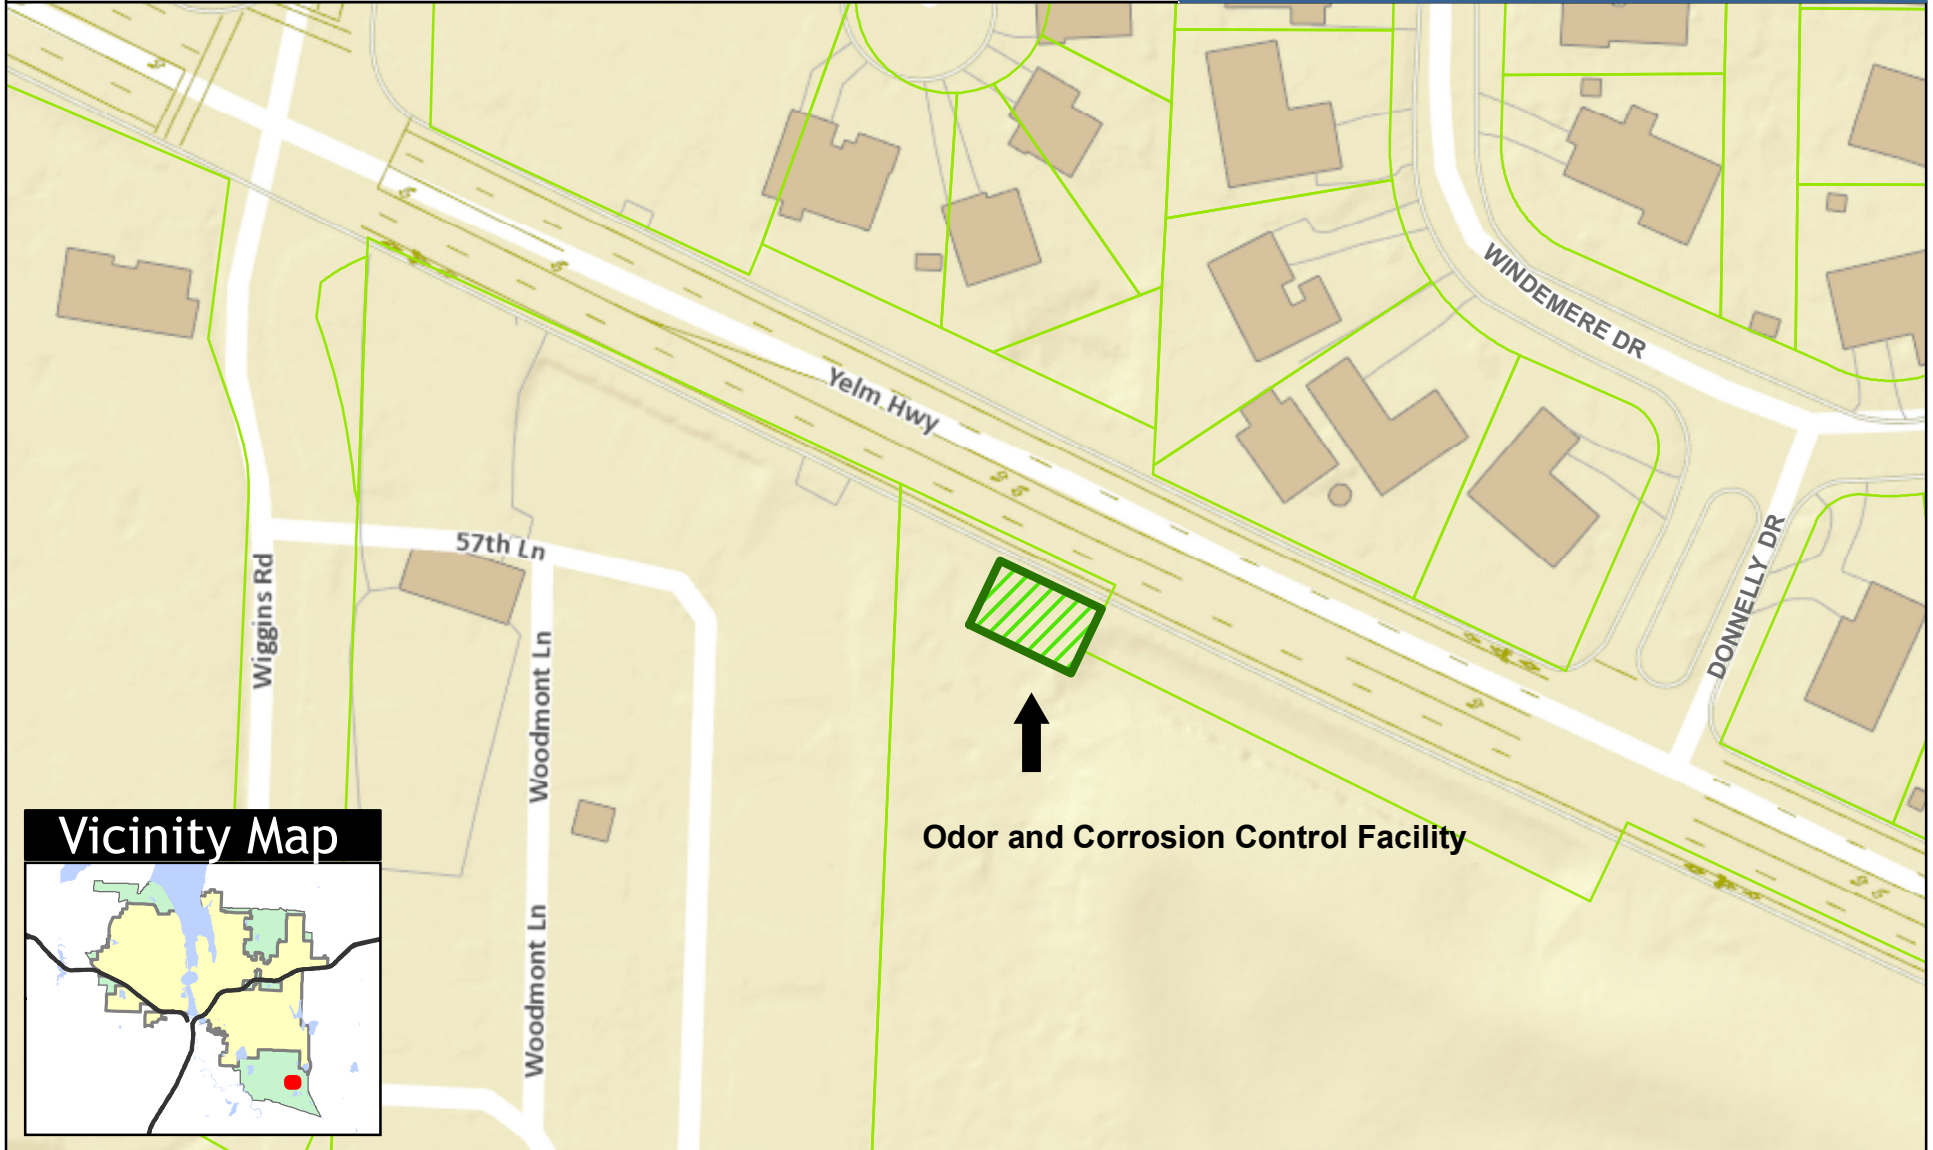 WINDEMERE DR
Yelm Hwy
57th Ln
Wiggins Rd
Woodmont Ln
DONNELLY DR
Odor and Corrosion Control Facility
Vicinity Map
Woodmont Ln